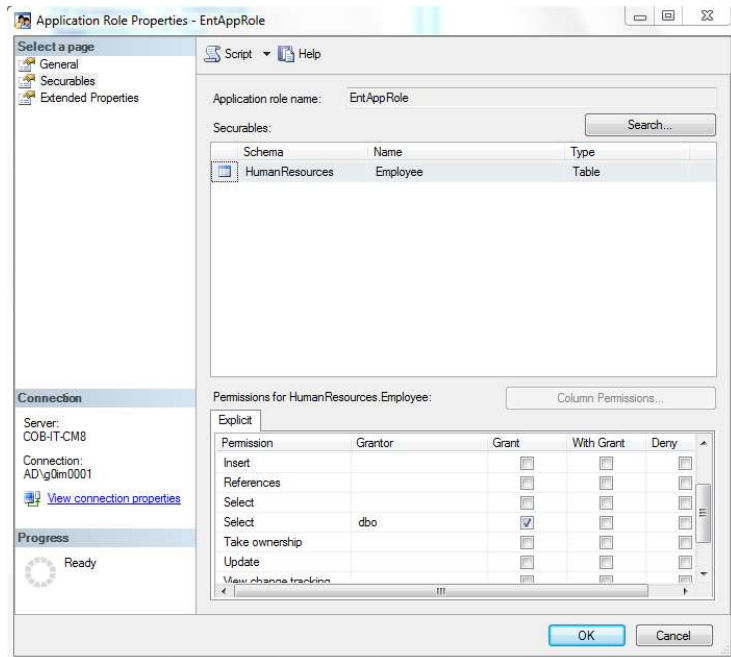 Application Role Properties - EntAppRole
Select a page
General
Securables
Extended Properties
Script Help
Application role name: EntAppRole
Securables: Search...
Schema Name Type
HumanResources Employee Table
Connection
Server:
COB-IT-CM8
Connection:
AD\g0im0001
View connection properties
Progress
Ready
Permissions for HumanResources.Employee: Column Permissions...
Explicit
Permission Grantor Grant With Grant Deny
Insert
References
Select
Select dbo
Take ownership
Update
View change tracking
OK Cancel